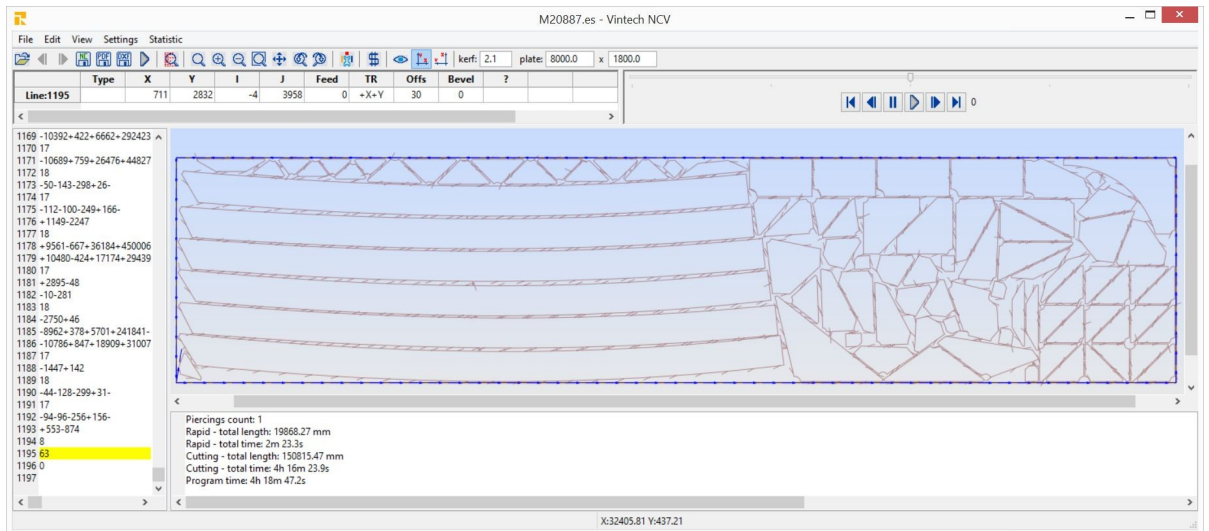 M20887.es - Vintech NCV
File Edit View Settings Statistic
kerf: 2.1 plate: 8000.0 x 1800.0
Type X Y I J Feed TR Offs Bevel ?
Line:1195 711 2832 -4 3958 0 +X+Y 30 0
0
1169 -10392+422+6662+292423
1170 17
1171 -10689+759+26476+44827
1172 18
1173 -50-143-298+26-
1174 17
1175 -112-100-249+166-
1176 +1149-2247
1177 18
1178 +9561-667+36184+450006
1179 +10480-424+17174+29439
1180 17
1181 +2895-48
1182 -10-281
1183 18
1184 -2750+46
1185 -8962+378+5701+241841-
1186 -10786+847+18909+31007
1187 17
1188 -1447+142
1189 18
1190 -44-128-299+31-
1191 17
1192 -94-96-256+156-
1193 +553-874
1194 8
1195 63
1196 0
1197
Piercings count: 1
Rapid - total length: 19868.27 mm
Rapid - total time: 2m 23.3s
Cutting - total length: 150815.47 mm
Cutting - total time: 4h 16m 23.9s
Program time: 4h 18m 47.2s
X:32405.81 Y:437.21